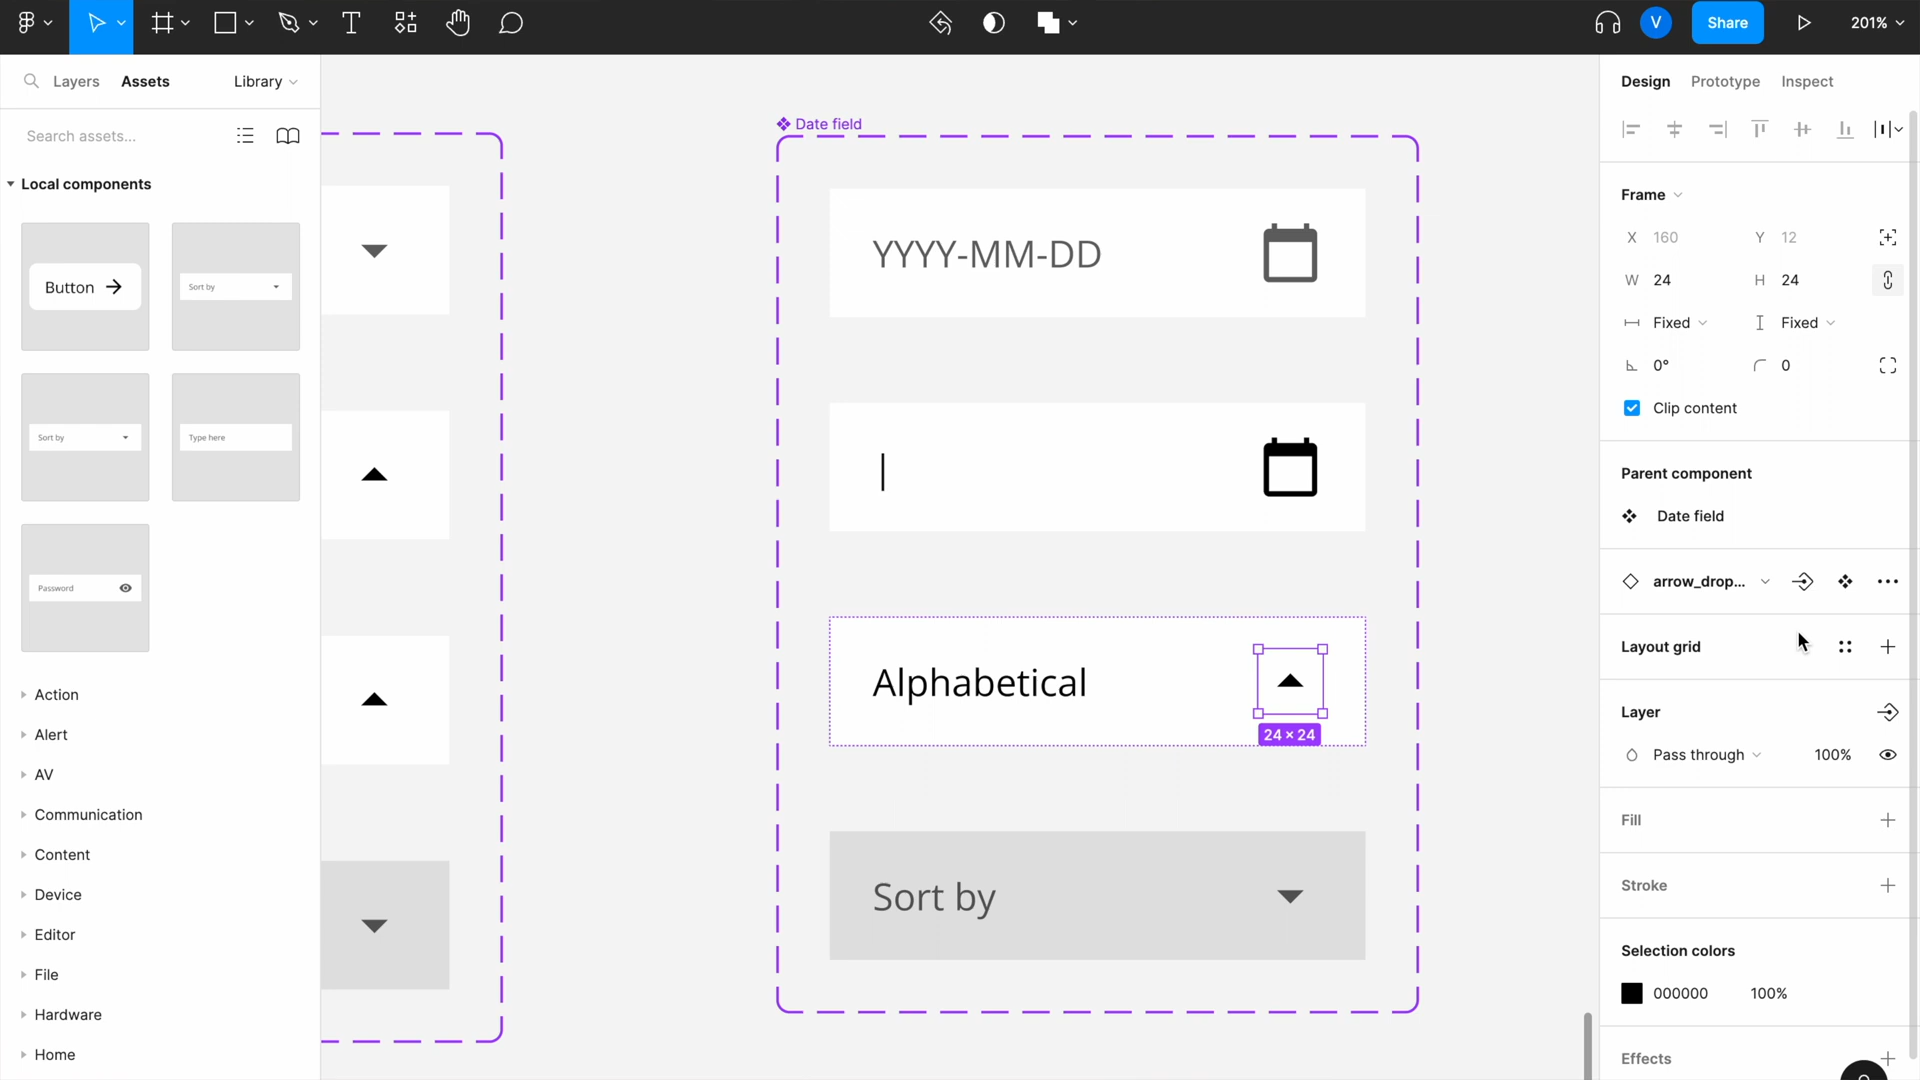 V
Share
201%
Layers
Assets
Library
Search assets...
Local components
Button
Sort by
Sort by
Type here
Password
Action
Alert
AV
Communication
Content
Device
Editor
File
Hardware
Home
Date field
YYYY-MM-DD
Alphabetical
24 × 24
Sort by
Design
Prototype
Inspect
Frame
X 160
Y 12
W 24
H 24
Fixed
Fixed
0°
0
Clip content
Parent component
Date field
arrow_drop...
Layout grid
Layer
Pass through
100%
Fill
Stroke
Selection colors
000000
100%
Effects